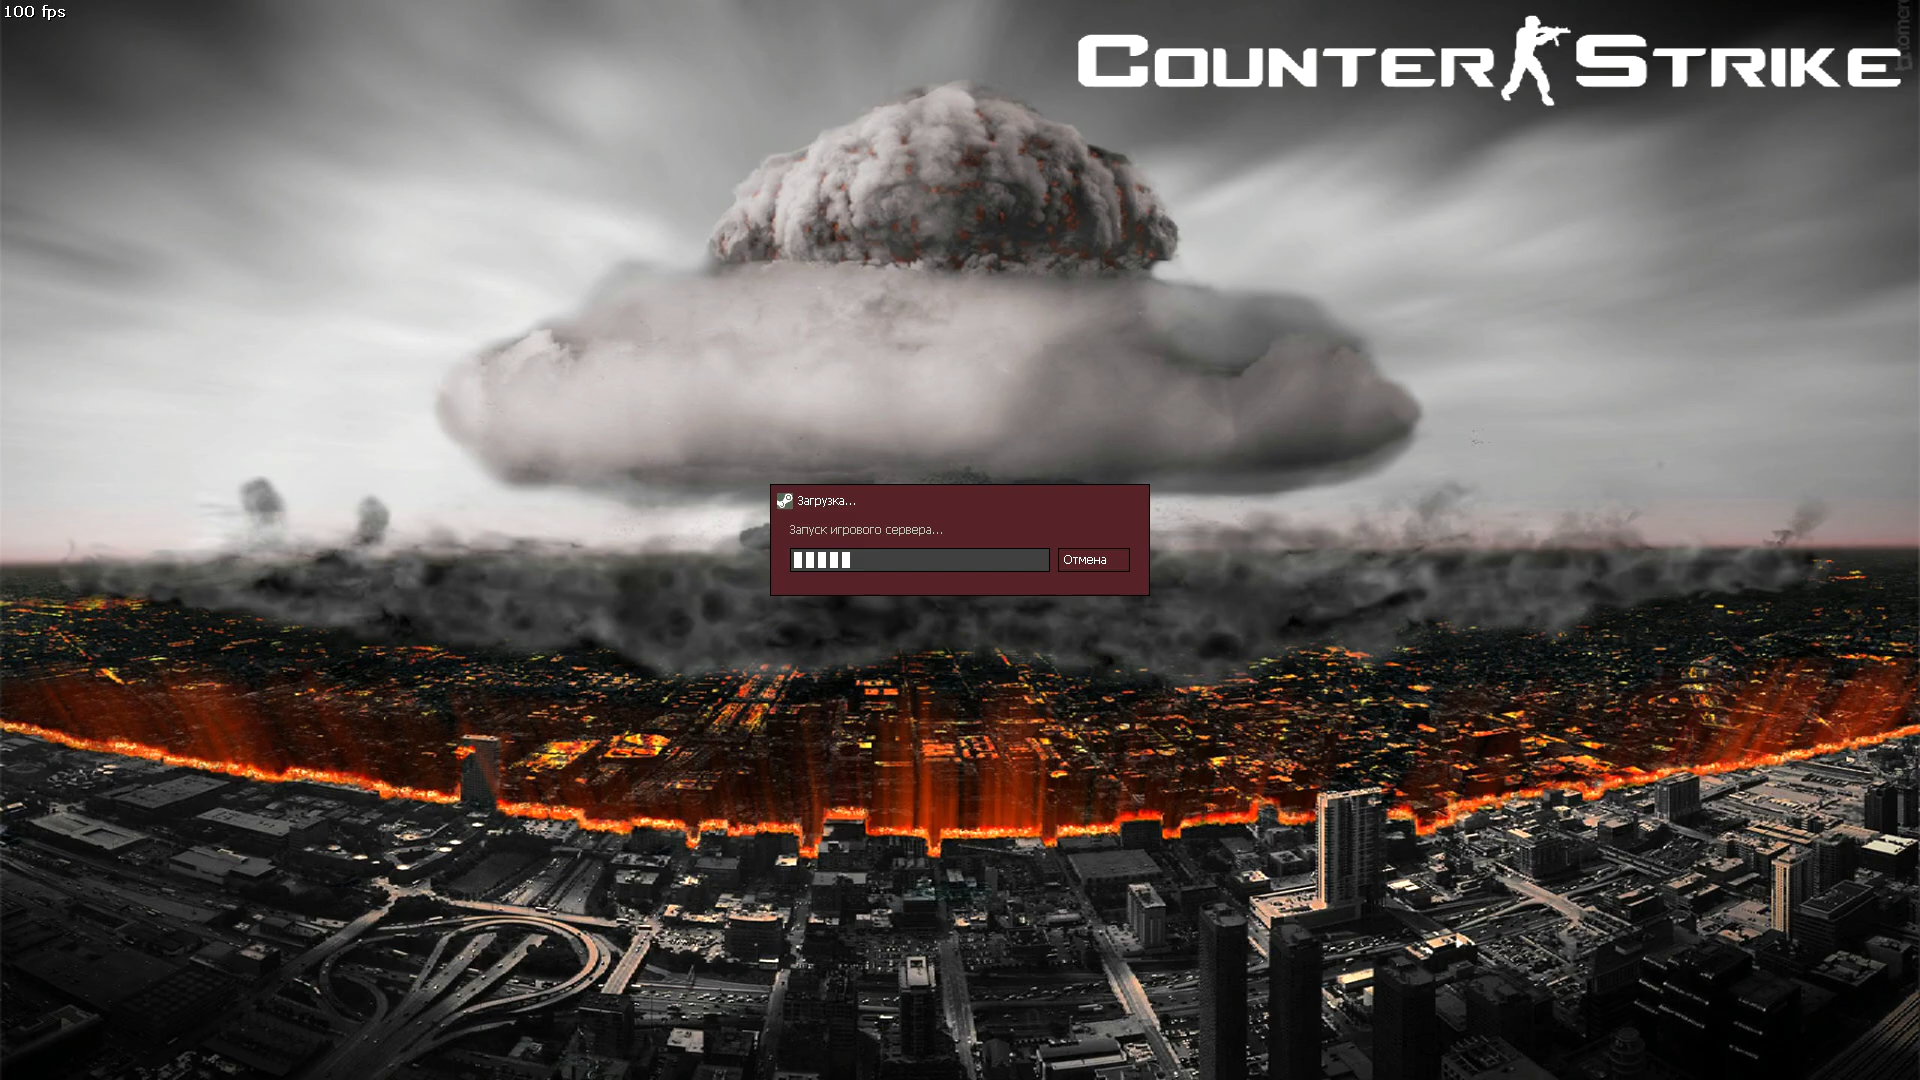 100 fps
COUNTER STRIKE
Загрузка...
Запуск игрового сервера...
Отмена